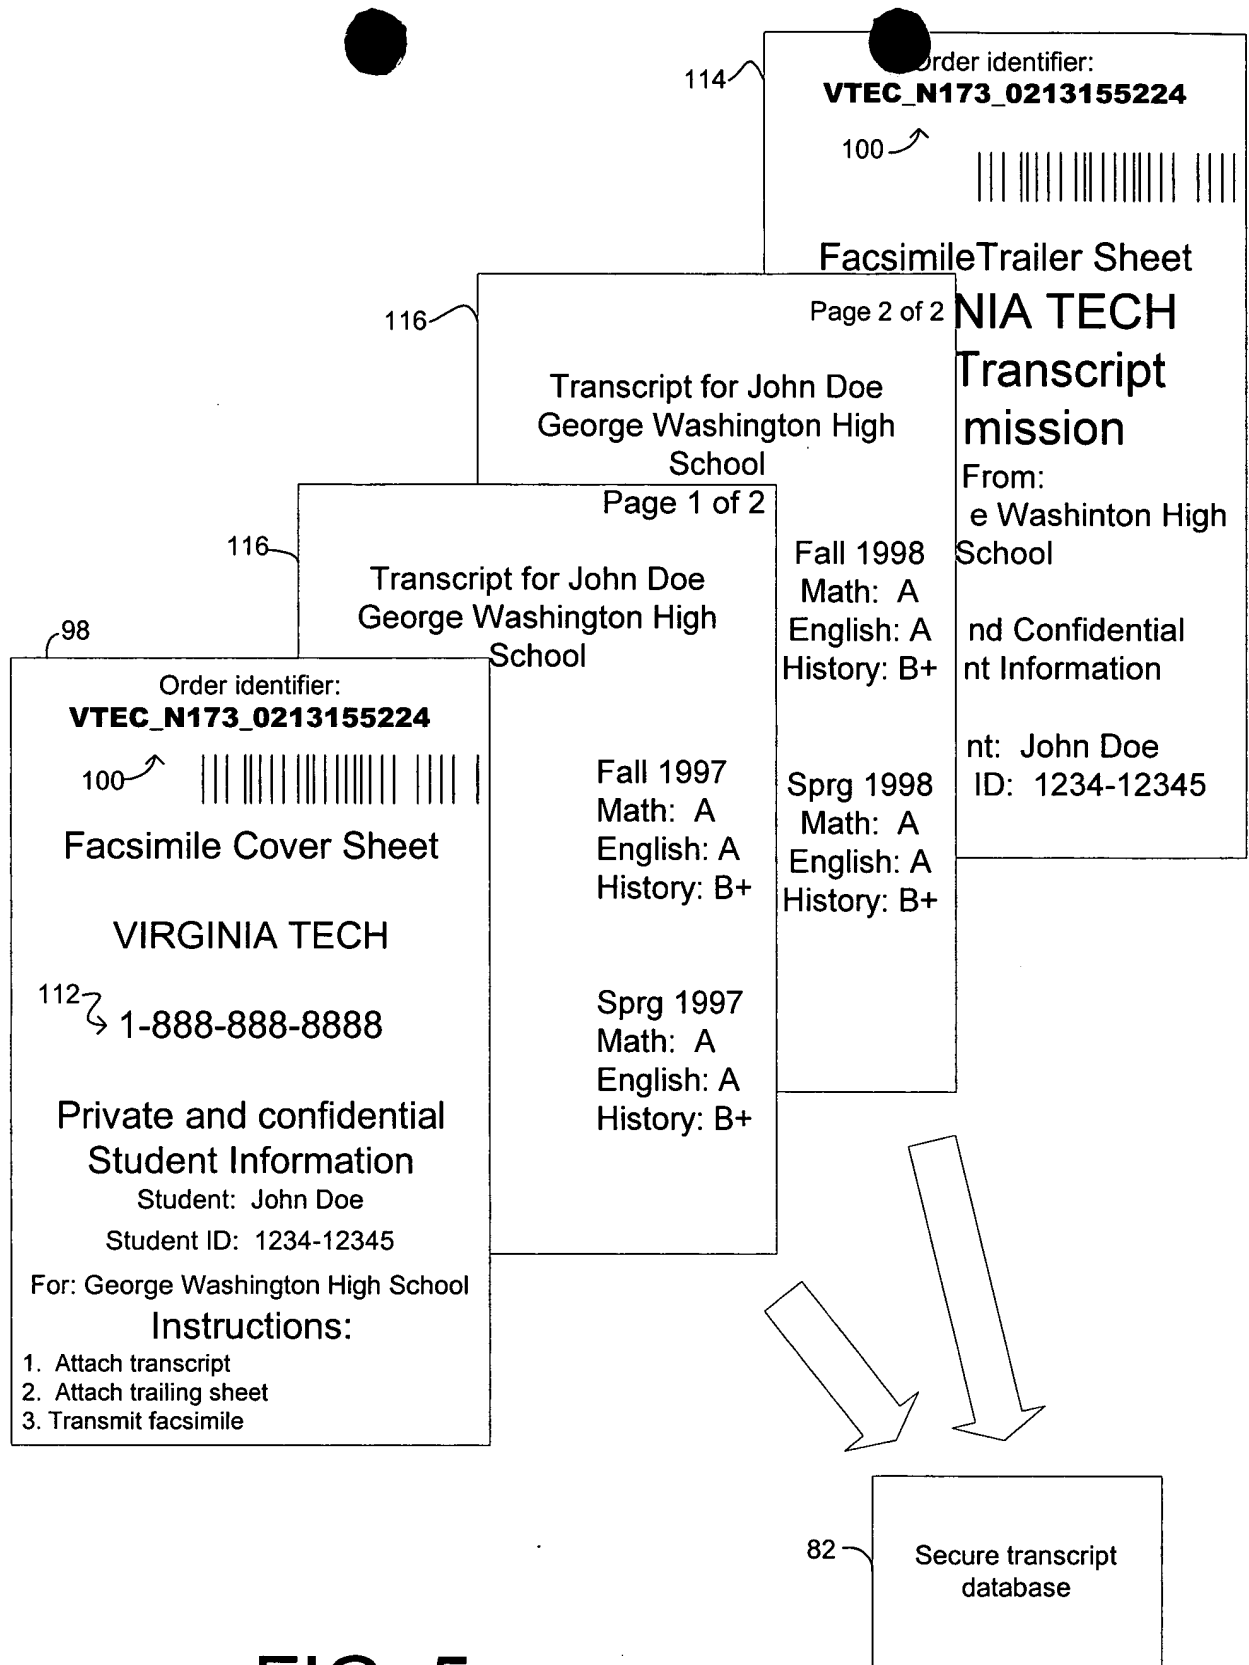 114
Order identifier:
VTEC_N173_0213155224
100
FacsimileTrailer Sheet
NIA TECH
Transcript
mission
From:
e Washinton High
School
nd Confidential
nt Information
nt: John Doe
ID: 1234-12345
116
Page 2 of 2
Transcript for John Doe
George Washington High
School
Fall 1998
Math: A
English: A
History: B+
Sprg 1998
Math: A
English: A
History: B+
116
Page 1 of 2
Transcript for John Doe
George Washington High
School
Fall 1997
Math: A
English: A
History: B+
Sprg 1997
Math: A
English: A
History: B+
98
Order identifier:
VTEC_N173_0213155224
100
Facsimile Cover Sheet
VIRGINIA TECH
112
1-888-888-8888
Private and confidential
Student Information
Student: John Doe
Student ID: 1234-12345
For: George Washington High School
Instructions:
1. Attach transcript
2. Attach trailing sheet
3. Transmit facsimile
82
Secure transcript
database
FIG. 5